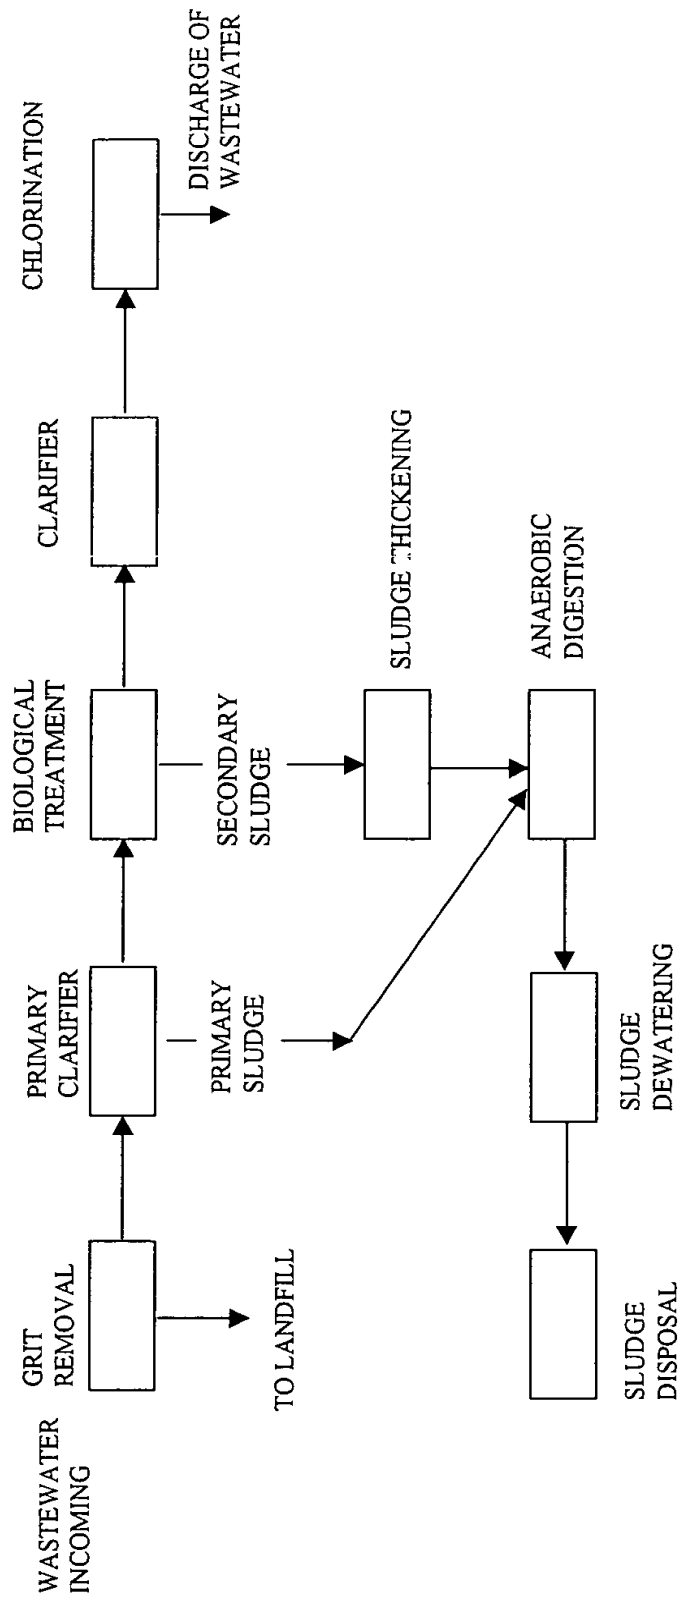 WASTEWATER
INCOMING
GRIT
REMOVAL
PRIMARY
CLARIFIER
BIOLOGICAL
TREATMENT
CLARIFIER
CHLORINATION
TO LANDFILL
PRIMARY
SLUDGE
SECONDARY
SLUDGE
DISCHARGE OF
WASTEWATER
SLUDGE THICKENING
ANAEROBIC
DIGESTION
SLUDGE
DEWATERING
SLUDGE
DISPOSAL